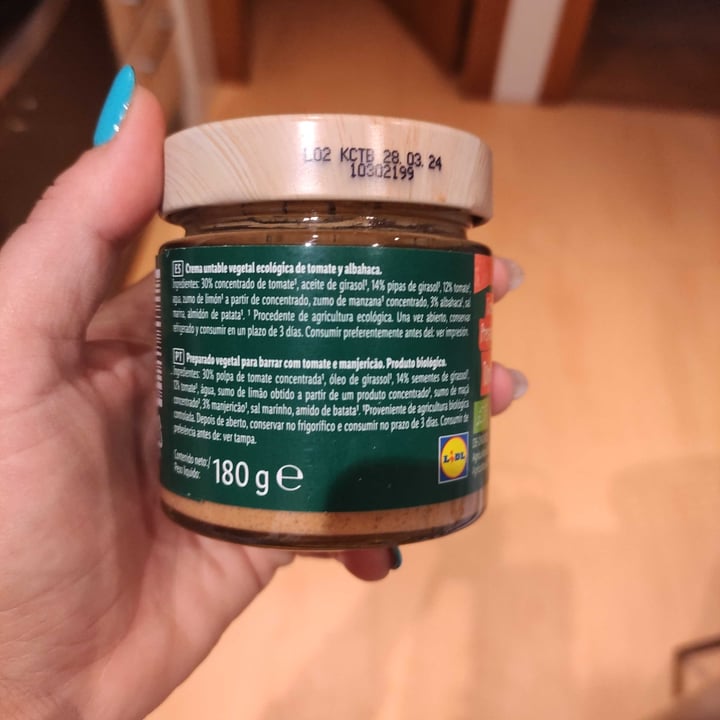 L02 KCTB 28.03.24
10302199
ES Crema untable vegetal ecológica de tomate y albahaca.
Ingredientes: 30% concentrado de tomate¹, aceite de girasol¹, 14% pipas de girasol¹, 12% tomate¹,
agua, zumo de limón¹ a partir de concentrado, zumo de manzana¹ concentrado, 3% albahaca¹, sal
marina, almidón de patata¹. ¹ Procedente de agricultura ecológica. Una vez abierto, conservar
refrigerado y consumir en un plazo de 3 días. Consumir preferentemente antes del: ver impresión.
PT Preparado vegetal para barrar com tomate e manjericão. Produto biológico.
Ingredientes: 30% polpa de tomate concentrada¹, óleo de girassol¹, 14% sementes de girassol¹,
12% tomate¹, água, sumo de limão obtido a partir de um produto concentrado¹, sumo de maçã
concentrado¹, 3% manjericão¹, sal marinho, amido de batata¹. ¹Proveniente de agricultura biológica
controlada. Depois de aberto, conservar no frigorífico e consumir no prazo de 3 dias. Consumir de
preferência antes de: ver tampa.
Contenido neto:/
Peso líquido:
180 g e
LIDL